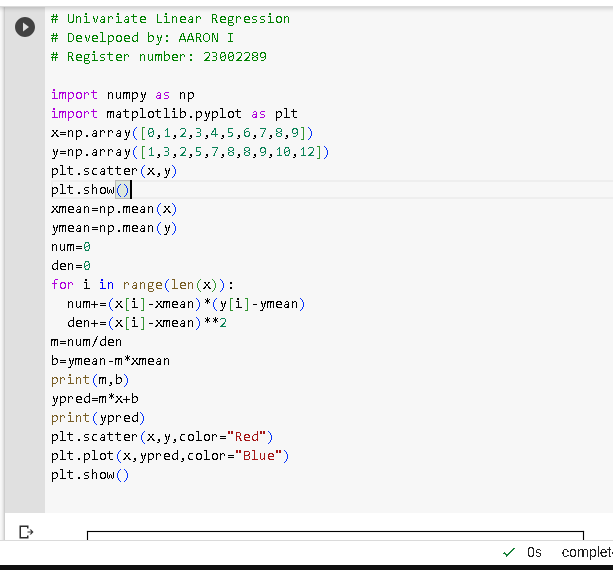 # Univariate Linear Regression
# Develpoed by: AARON I
# Register number: 23002289
import numpy as np
import matplotlib.pyplot as plt
x=np.array([0,1,2,3,4,5,6,7,8,9])
y=np.array([1,3,2,5,7,8,8,9,10,12])
plt.scatter(x,y)
plt.show()
xmean=np.mean(x)
ymean=np.mean(y)
num=0
den=0
for i in range(len(x)):
  num+=(x[i]-xmean)*(y[i]-ymean)
  den+=(x[i]-xmean)**2
m=num/den
b=ymean-m*xmean
print(m,b)
ypred=m*x+b
print(ypred)
plt.scatter(x,y,color="Red")
plt.plot(x,ypred,color="Blue")
plt.show()
0s complet